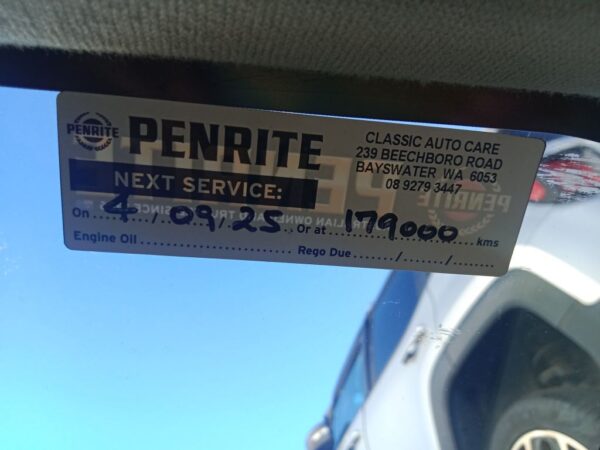 PENRITE
PENRITE
CLASSIC AUTO CARE
239 BEECHBORO ROAD
BAYSWATER WA 6053
08 9279 3447
NEXT SERVICE:
On 4/09/25 Or at 179000 kms
Engine Oil
Rego Due ....../....../......